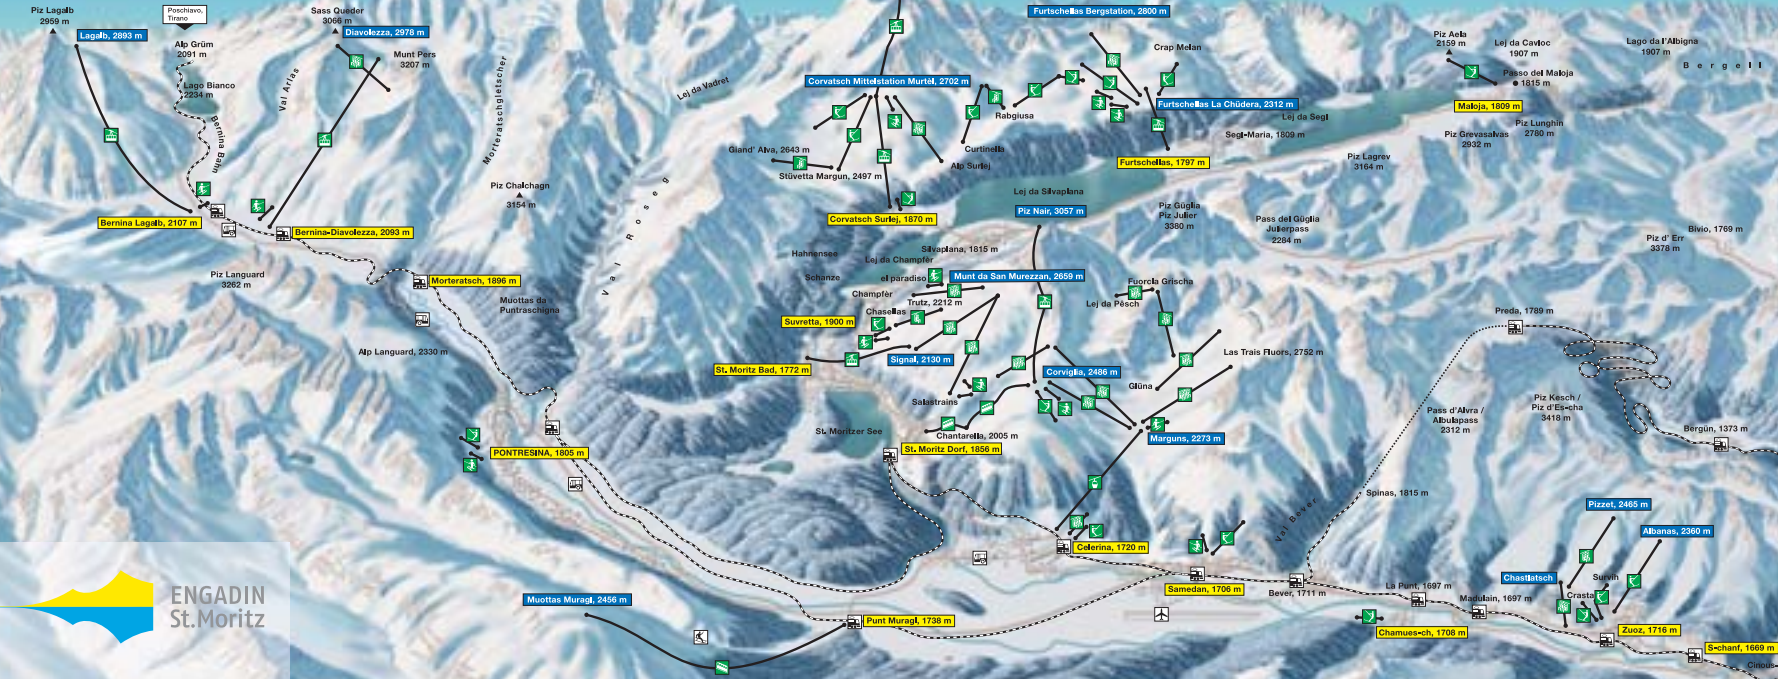 Piz Lagalb
2959 m
Lagalb, 2893 m
Poschiavo,
Tirano
Alp Grüm
2091 m
Lago Bianco
2234 m
Bernina Bahn
Val Arlas
Sass Queder
3066 m
Diavolezza, 2978 m
Munt Pers
3207 m
Morteratschgletscher
Piz Chalchagn
3154 m
Val Roseg
Lej da Vadret
Bernina Lagalb, 2107 m
Bernina-Diavolezza, 2093 m
Piz Languard
3262 m
Morteratsch, 1896 m
Muottas da
Puntraschigna
Alp Languard, 2330 m
PONTRESINA, 1805 m
Corvatsch Mittelstation Murtèl, 2702 m
Giand' Alva, 2643 m
Stüvetta Margun, 2497 m
Corvatsch Surlej, 1870 m
Alp Surlej
Curtinella
Rabgiusa
Furtschellas Bergstation, 2800 m
Crap Melan
Furtschellas La Chüdera, 2312 m
Furtschellas, 1797 m
Segl-Maria, 1809 m
Lej da Segl
Piz Aela
2159 m
Lej da Cavloc
1907 m
Passo del Maloja
1815 m
Maloja, 1809 m
Lago da l'Albigna
1907 m
Bergell
Piz Lunghin
2780 m
Piz Grevasalvas
2932 m
Piz Lagrev
3164 m
Lej da Silvaplana
Piz Nair, 3057 m
Piz Güglia
Piz Julier
3380 m
Pass del Güglia
Julierpass
2284 m
Piz d' Err
3378 m
Bivio, 1769 m
Silvaplana, 1815 m
Hahnensee
Lej da Champfèr
Schanze
el paradiso
Munt da San Murezzan, 2659 m
Champfèr
Trutz, 2212 m
Chasellas
Suvretta, 1900 m
Fuorcla Grischa
Lej da Pêsch
Signal, 2130 m
St. Moritz Bad, 1772 m
Corviglia, 2486 m
Las Trais Fluors, 2752 m
Glüna
Salastrains
Chantarella, 2005 m
St. Moritzer See
St. Moritz Dorf, 1856 m
Marguns, 2273 m
Preda, 1789 m
Pass d'Alvra /
Albulapass
2312 m
Piz Kesch /
Piz d'Es-cha
3418 m
Bergün, 1373 m
Spinas, 1815 m
Val Bever
Celerina, 1720 m
Samedan, 1706 m
Bever, 1711 m
La Punt, 1697 m
Madulain, 1697 m
Pizzet, 2465 m
Albanas, 2360 m
Chastlatsch
Survih
Crasta
Chamues-ch, 1708 m
Zuoz, 1716 m
S-chanf, 1669 m
Cinous-
Muottas Muragl, 2456 m
Punt Muragl, 1738 m
ENGADIN
St.Moritz